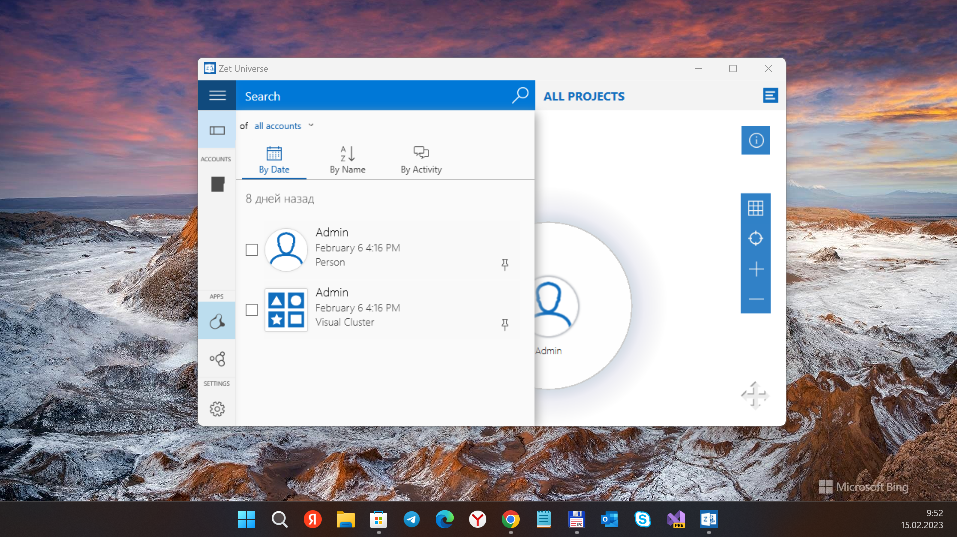 Zet Universe
Search
ALL PROJECTS
of all accounts
ACCOUNTS
By Date
By Name
By Activity
8 дней назад
Admin
February 6 4:16 PM
Person
Admin
February 6 4:16 PM
Visual Cluster
Admin
APPS
SETTINGS
Microsoft Bing
9:52
15.02.2023